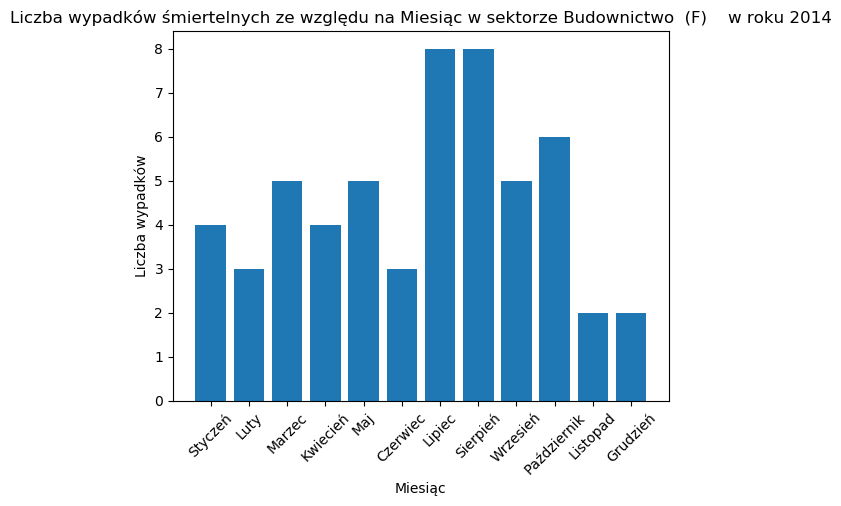 Liczba wypadków śmiertelnych ze względu na Miesiąc w sektorze Budownictwo  (F)    w roku 2014
8
7
6
5
4
3
2
1
0
Liczba wypadków
Styczeń
Luty
Marzec
Kwiecień
Maj
Czerwiec
Lipiec
Sierpień
Wrzesień
Październik
Listopad
Grudzień
Miesiąc